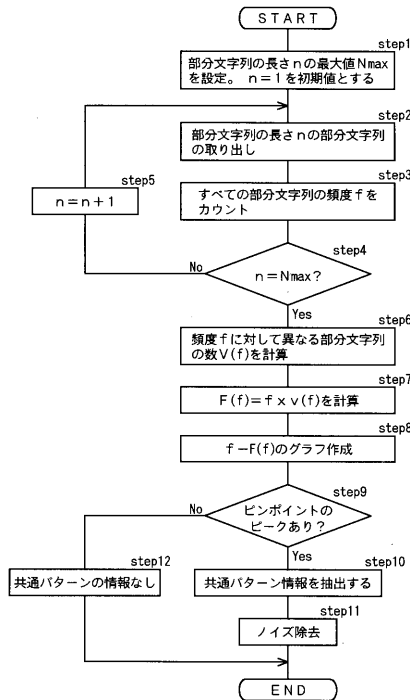 START
step1
部分文字列の長さnの最大値Nmax
を設定。 n=1を初期値とする
step2
部分文字列の長さnの部分文字列
の取り出し
step5
n=n+1
step3
すべての部分文字列の頻度fを
カウント
step4
No
n=Nmax?
Yes
step6
頻度fに対して異なる部分文字列
の数V(f)を計算
step7
F(f)=f x v(f)を計算
step8
f-F(f)のグラフ作成
step9
No
ピンポイントの
ピークあり?
Yes
step12
共通パターンの情報なし
step10
共通パターン情報を抽出する
step11
ノイズ除去
END